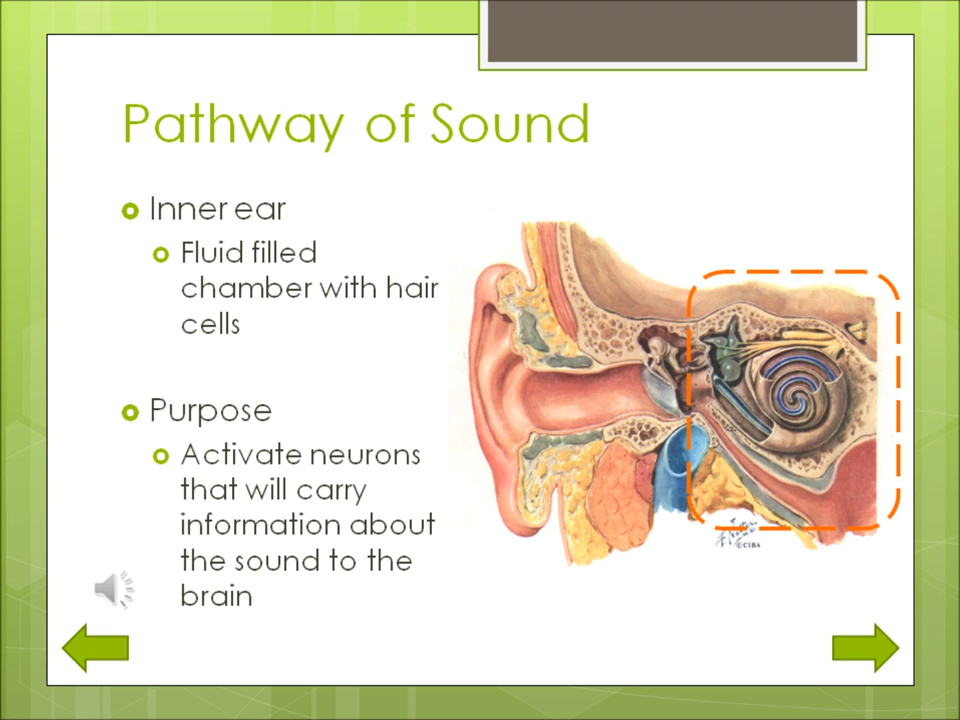 Pathway of Sound
Inner ear
Fluid filled
chamber with hair
cells
Purpose
Activate neurons
that will carry
information about
the sound to the
brain
©CIBA